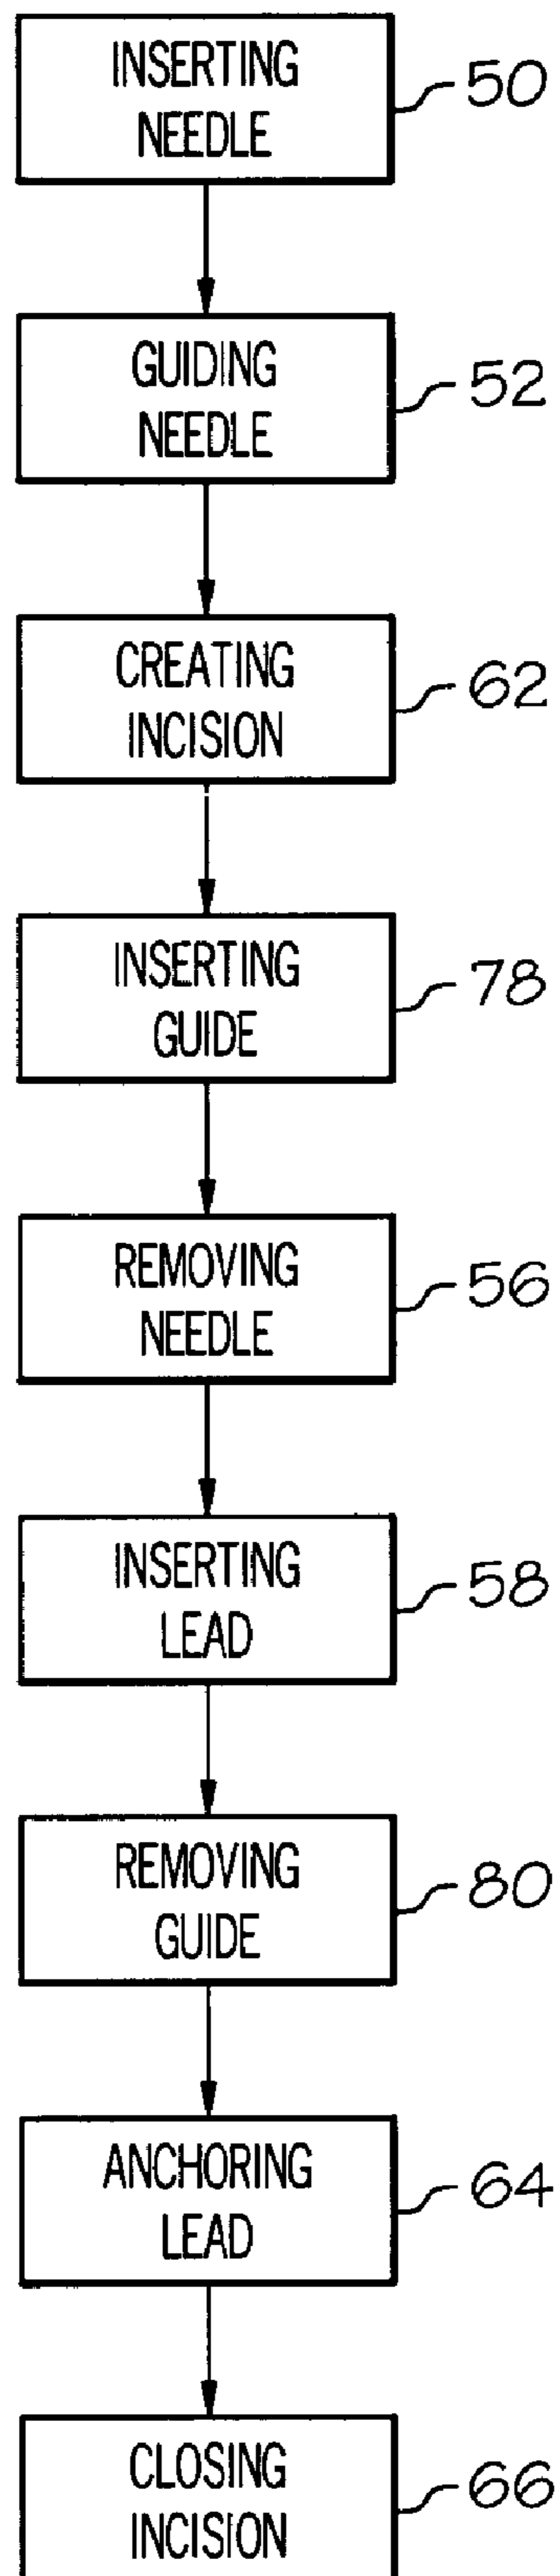 INSERTING
NEEDLE
50
GUIDING
NEEDLE
52
CREATING
INCISION
62
INSERTING
GUIDE
78
REMOVING
NEEDLE
56
INSERTING
LEAD
58
REMOVING
GUIDE
80
ANCHORING
LEAD
64
CLOSING
INCISION
66